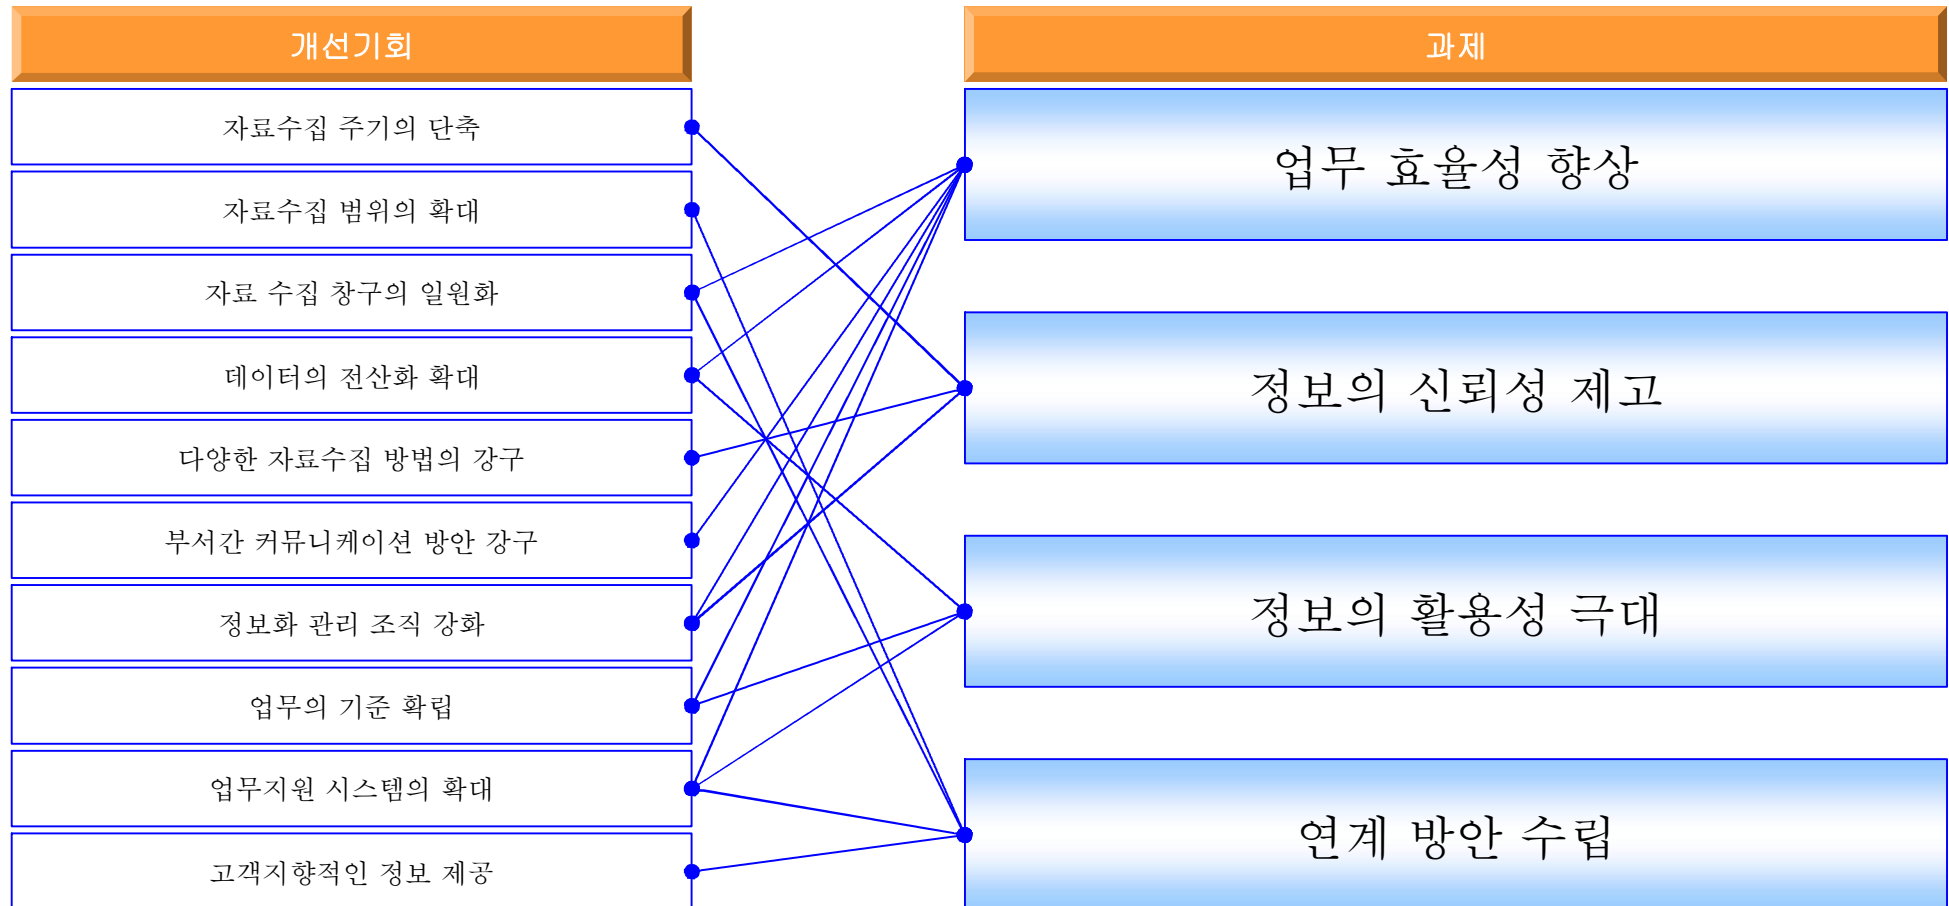 개선기회
자료수집 주기의 단축
자료수집 범위의 확대
자료 수집 창구의 일원화
데이터의 전산화 확대
다양한 자료수집 방법의 강구
부서간 커뮤니케이션 방안 강구
정보화 관리 조직 강화
업무의 기준 확립
업무지원 시스템의 확대
고객지향적인 정보 제공
과제
업무 효율성 향상
정보의 신뢰성 제고
정보의 활용성 극대
연계 방안 수립